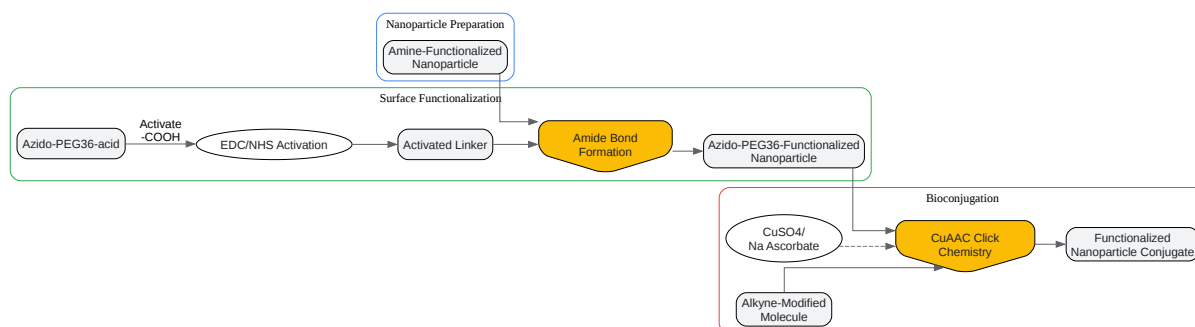 Nanoparticle Preparation
Amine-Functionalized
Nanoparticle
Surface Functionalization
Azido-PEG36-acid
Activate
-COOH
EDC/NHS Activation
Activated Linker
Amide Bond
Formation
Azido-PEG36-Functionalized
Nanoparticle
Bioconjugation
CuSO4/
Na Ascorbate
CuAAC Click
Chemistry
Functionalized
Nanoparticle Conjugate
Alkyne-Modified
Molecule